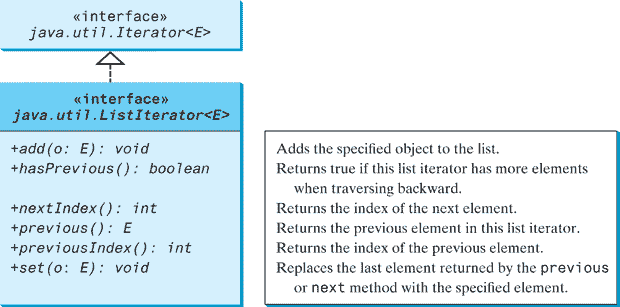 «interface»
java.util.Iterator<E>
«interface»
java.util.ListIterator<E>
+add(o: E): void
+hasPrevious(): boolean
+nextIndex(): int
+previous(): E
+previousIndex(): int
+set(o: E): void
Adds the specified object to the list.
Returns true if this list iterator has more elements
when traversing backward.
Returns the index of the next element.
Returns the previous element in this list iterator.
Returns the index of the previous element.
Replaces the last element returned by the previous
or next method with the specified element.